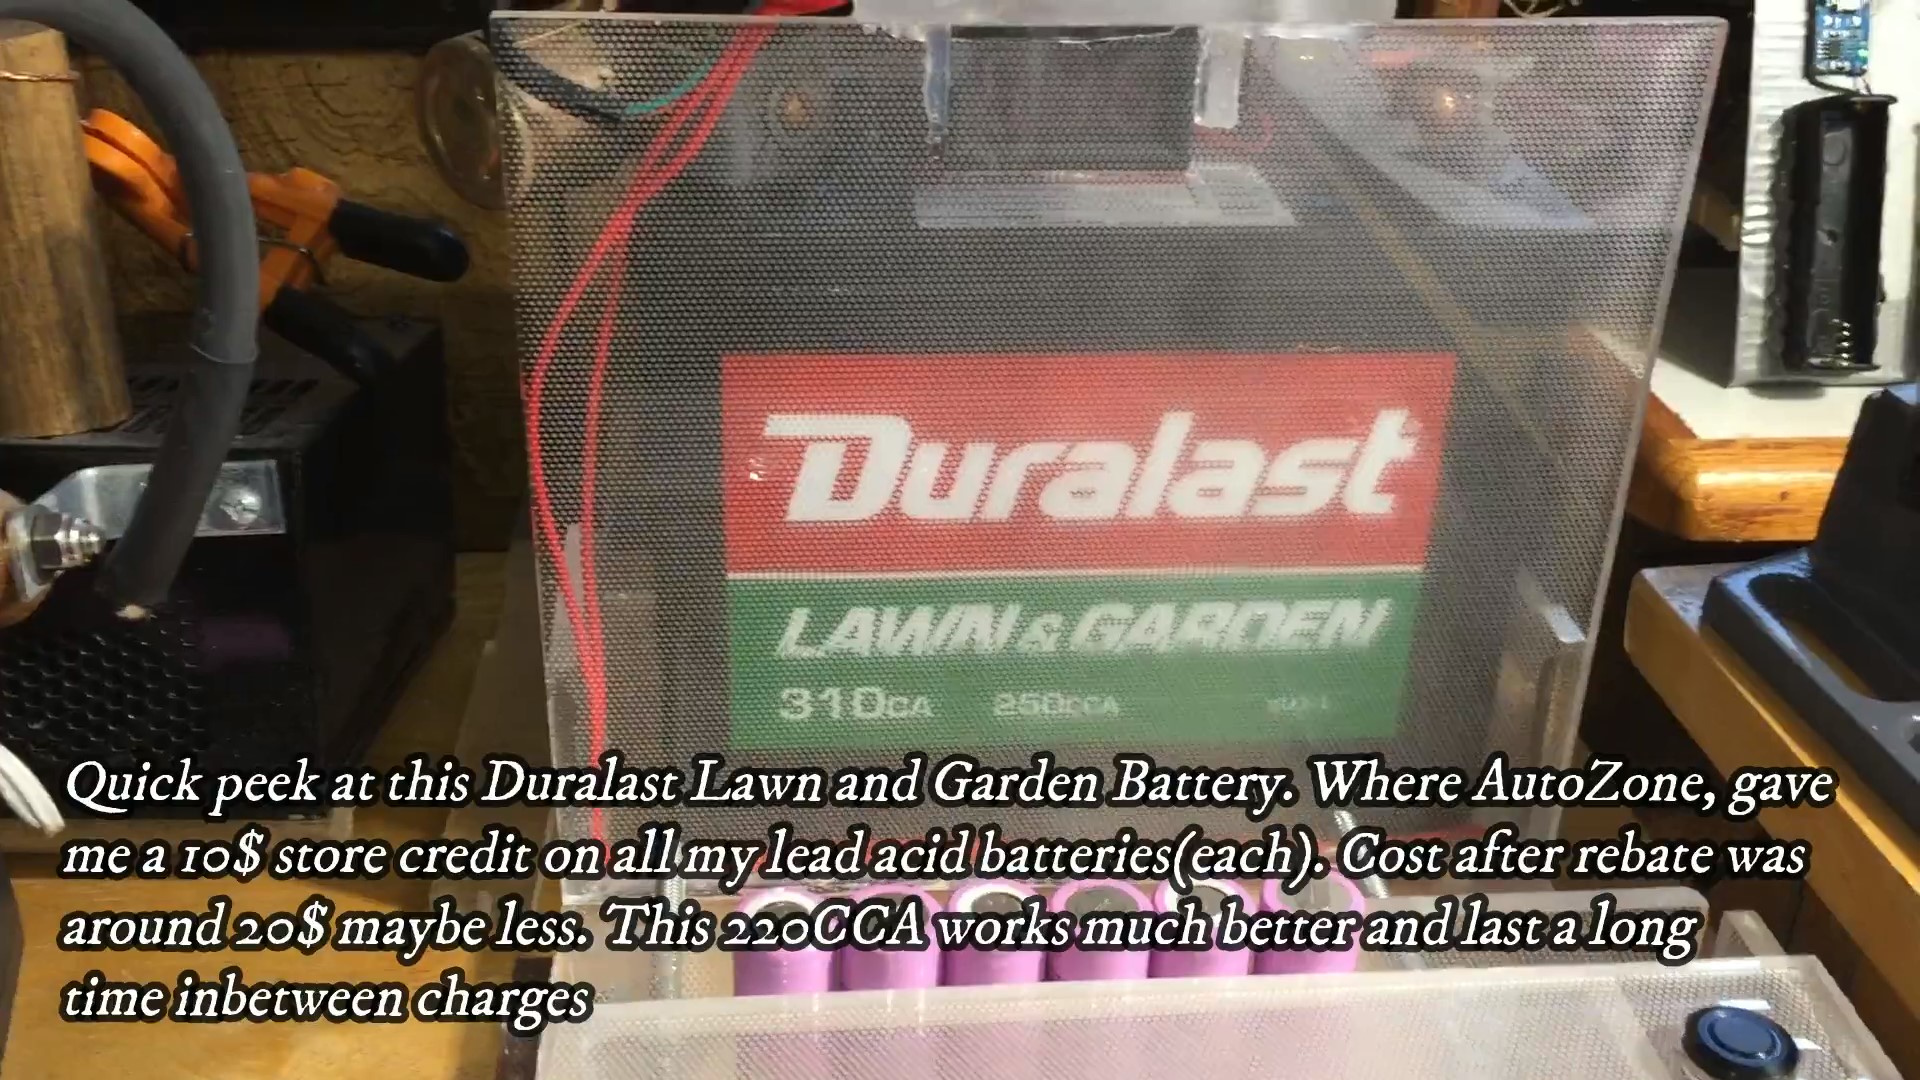 Duralast
LAWN & GARDEN
310CA 250CCA
Quick peek at this Duralast Lawn and Garden Battery. Where AutoZone, gave
me a 10$ store credit on all my lead acid batteries(each). Cost after rebate was
around 20$ maybe less. This 220CCA works much better and last a long
time inbetween charges